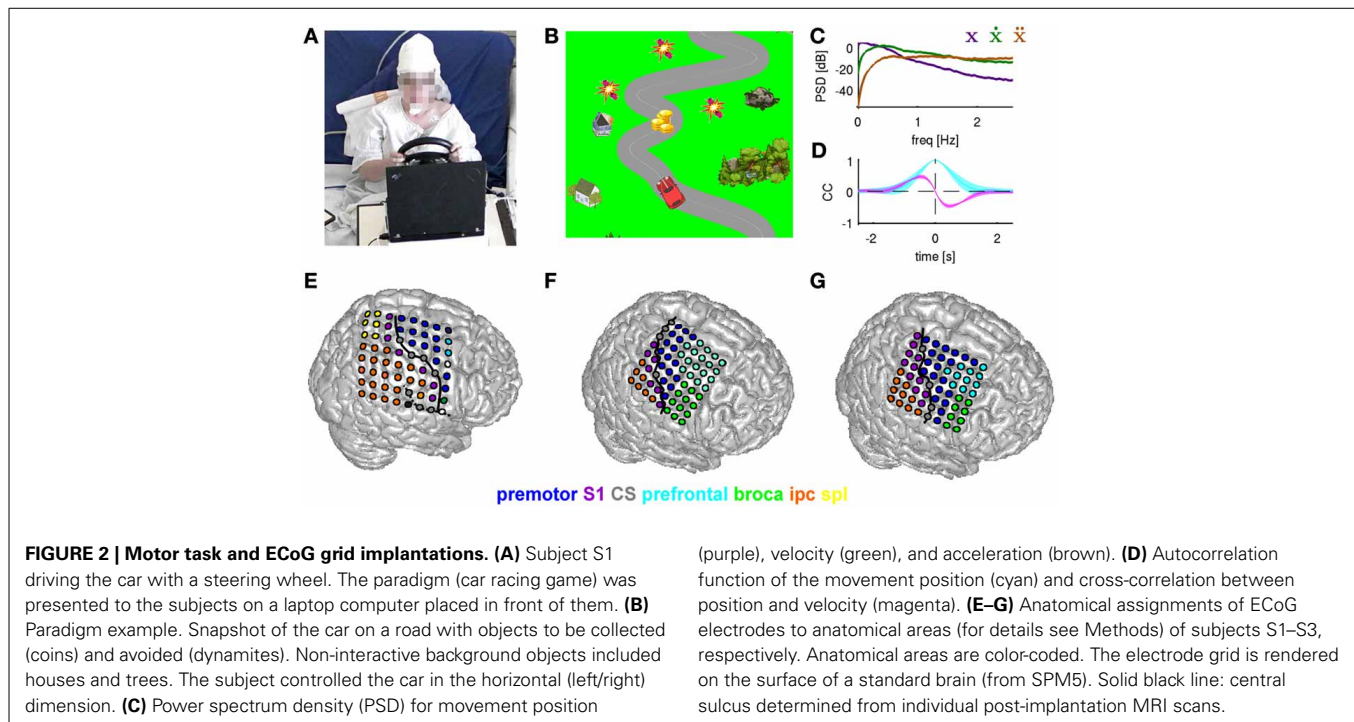 A
B
C
x ẋ ẍ
PSD [dB]
0
-20
-40
0 1 2
freq [Hz]
D
CC
1
0
-1
-2 0 2
time [s]
E
F
G
premotor S1 CS prefrontal broca ipc spl
FIGURE 2 | Motor task and ECoG grid implantations. (A) Subject S1
driving the car with a steering wheel. The paradigm (car racing game) was
presented to the subjects on a laptop computer placed in front of them. (B)
Paradigm example. Snapshot of the car on a road with objects to be collected
(coins) and avoided (dynamites). Non-interactive background objects included
houses and trees. The subject controlled the car in the horizontal (left/right)
dimension. (C) Power spectrum density (PSD) for movement position
(purple), velocity (green), and acceleration (brown). (D) Autocorrelation
function of the movement position (cyan) and cross-correlation between
position and velocity (magenta). (E–G) Anatomical assignments of ECoG
electrodes to anatomical areas (for details see Methods) of subjects S1–S3,
respectively. Anatomical areas are color-coded. The electrode grid is rendered
on the surface of a standard brain (from SPM5). Solid black line: central
sulcus determined from individual post-implantation MRI scans.